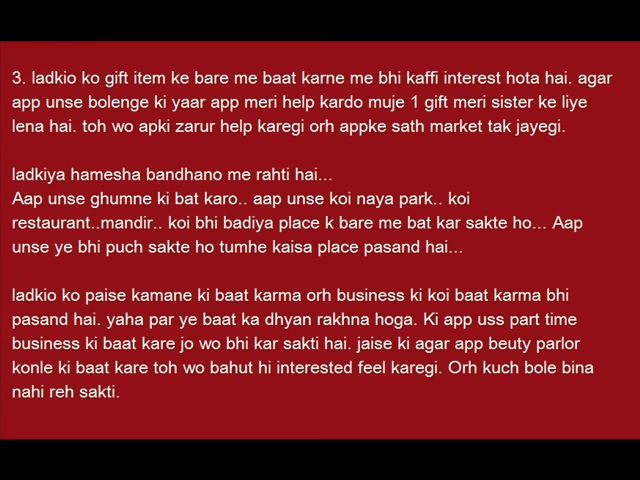 3. ladkio ko gift item ke bare me baat karne me bhi kaffi interest hota hai. agar
app unse bolenge ki yaar app meri help kardo muje 1 gift meri sister ke liye
lena hai. toh wo apki zarur help karegi orh appke sath market tak jayegi.
ladkiya hamesha bandhano me rahti hai...
Aap unse ghumne ki bat karo.. aap unse koi naya park.. koi
restaurant..mandir.. koi bhi badiya place k bare me bat kar sakte ho... Aap
unse ye bhi puch sakte ho tumhe kaisa place pasand hai...
ladkio ko paise kamane ki baat karma orh business ki koi baat karma bhi
pasand hai. yaha par ye baat ka dhyan rakhna hoga. Ki app uss part time
business ki baat kare jo wo bhi kar sakti hai. jaise ki agar app beuty parlor
konle ki baat kare toh wo bahut hi interested feel karegi. Orh kuch bole bina
nahi reh sakti.